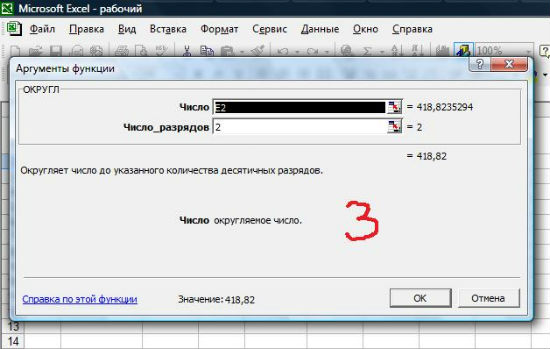 Microsoft Excel - рабочий
Файл Правка Вид Вставка Формат Сервис Данные Окно Справка
100%
Аргументы функции
ОКРУГЛ
Число E2 = 418,8235294
Число_разрядов 2 = 2
= 418,82
Округляет число до указанного количества десятичных разрядов.
Число округляемое число.
3
Справка по этой функции Значение: 418,82 ОК Отмена
13
14